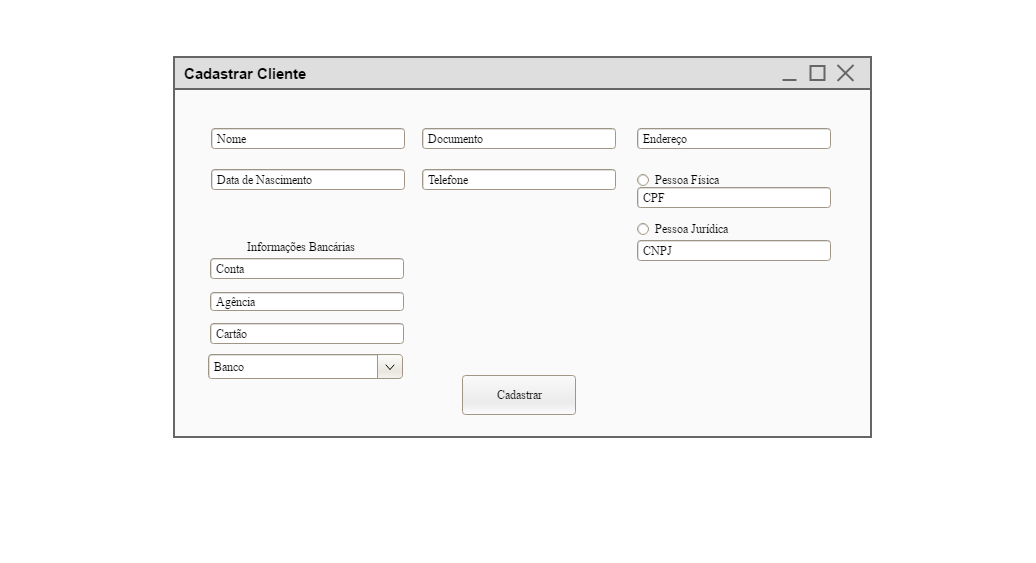 Cadastrar Cliente
Nome
Documento
Endereço
Data de Nascimento
Telefone
Pessoa Física
CPF
Pessoa Jurídica
CNPJ
Informações Bancárias
Conta
Agência
Cartão
Banco
Cadastrar